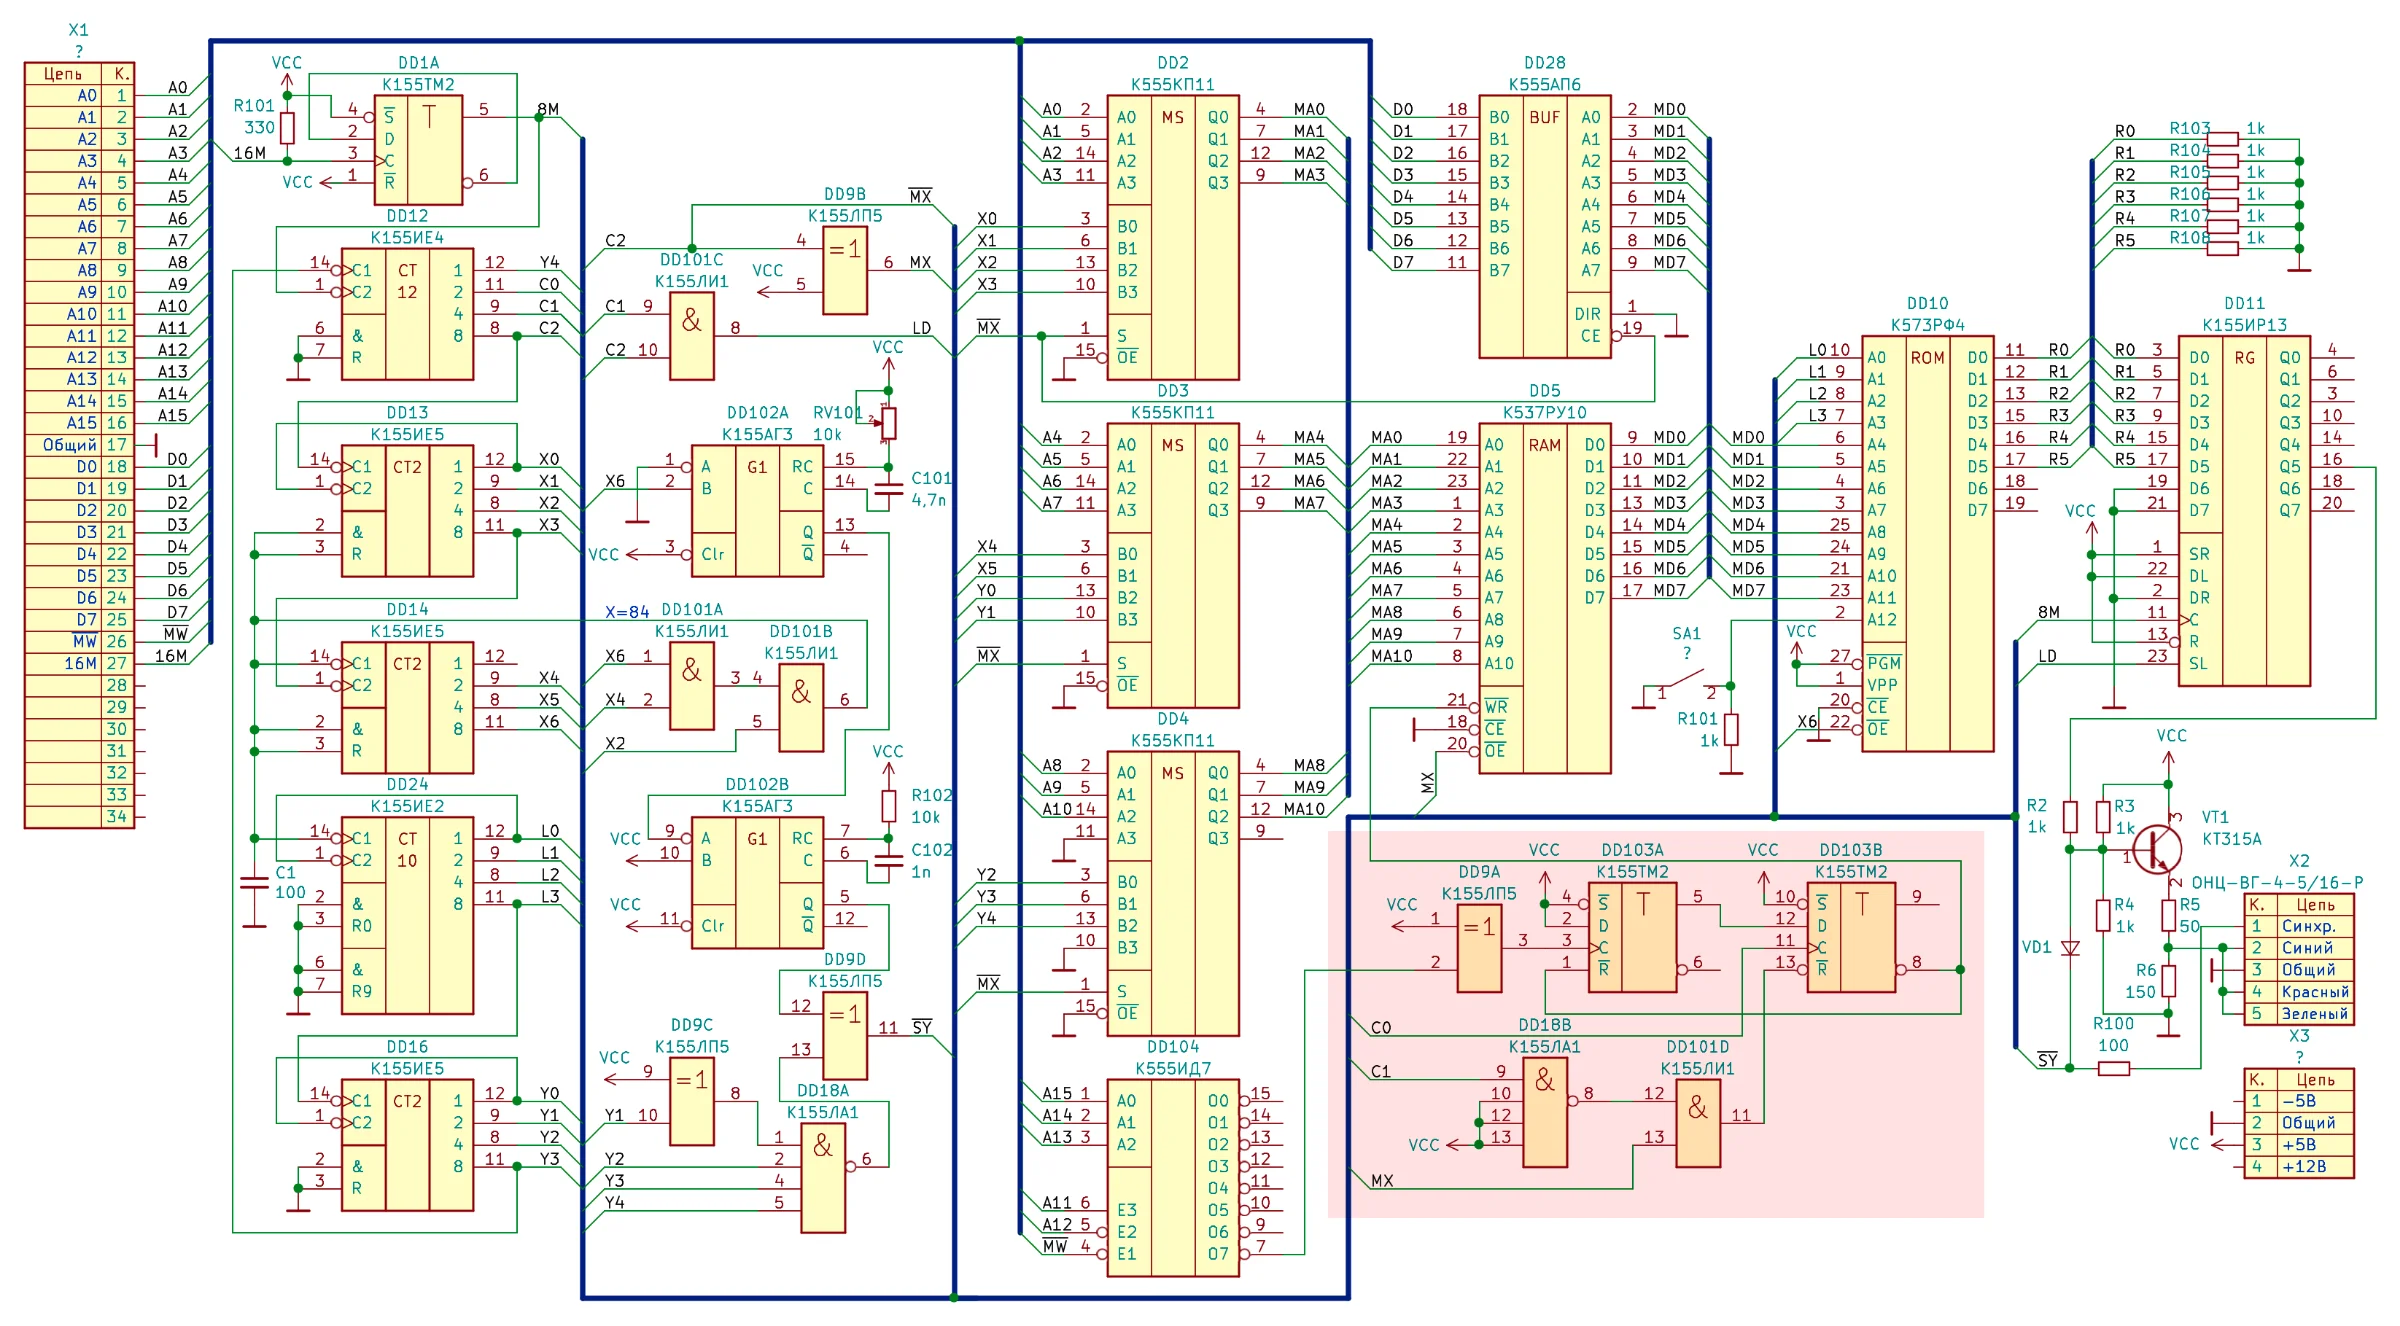 X1
?
Цепь К.
A0 1 A0
A1 2 A1
A2 3 A2
A3 4 A3
A4 5 A4
A5 6 A5
A6 7 A6
A7 8 A7
A8 9 A8
A9 10 A9
A10 11 A10
A11 12 A11
A12 13 A12
A13 14 A13
A14 15 A14
A15 16 A15
Общий 17
D0 18 D0
D1 19 D1
D2 20 D2
D3 21 D3
D4 22 D4
D5 23 D5
D6 24 D6
D7 25 D7
MW 26 MW
16M 27 16M
28
29
30
31
32
33
34
VCC
R101
330
16M
VCC
DD1A
К155ТМ2
4 S T 5 8M
2 D
3 C
1 R 6
DD12
К155ИЕ4
14 C1 CT 1 12 Y4
1 C2 12 2 11 C0
4 9 C1
6 & 8 8 C2
7 R
DD13
К155ИЕ5
14 C1 CT2 1 12 X0
1 C2 2 9 X1
4 8 X2
2 & 8 11 X3
3 R
DD14
К155ИЕ5
14 C1 CT2 1 12
1 C2 2 9 X4
4 8 X5
2 & 8 11 X6
3 R
DD24
К155ИЕ2
14 C1 CT 1 12 L0
1 C2 10 2 9 L1
4 8 L2
2 & 8 11 L3
3 R0
6 &
7 R9
C1
100
DD16
К155ИЕ5
14 C1 CT2 1 12 Y0
1 C2 2 9 Y1
4 8 Y2
2 & 8 11 Y3
3 R
DD9B
К155ЛП5
MX
C2 4 =1 6 MX
VCC 5
DD101C
К155ЛИ1
C1 9 & 8 LD
C2 10
VCC
RV101
10k
1
2
3
DD102A
К155АГ3
1 A G1 RC 15
X6 2 B C 14
Q 13
VCC 3 Clr Q 4
C101
4,7n
X=84
DD101A
К155ЛИ1
X6 1 & 3
X4 2
DD101B
К155ЛИ1
4 & 6
X2 5
VCC
R102
10k
DD102B
К155АГ3
9 A G1 RC 7
VCC 10 B C 6
Q 5
VCC 11 Clr Q 12
C102
1n
DD9D
К155ЛП5
12 =1 11 SY
13
DD9C
К155ЛП5
VCC 9 =1 8
Y1 10
DD18A
К155ЛА1
1 & 6
Y2 2
Y3 4
Y4 5
DD2
К555КП11
A0 2 A0 MS Q0 4 MA0
A1 5 A1 Q1 7 MA1
A2 14 A2 Q2 12 MA2
A3 11 A3 Q3 9 MA3
X0 3 B0
X1 6 B1
X2 13 B2
X3 10 B3
MX 1 S
15 OE
DD3
К555КП11
A4 2 A0 MS Q0 4 MA4
A5 5 A1 Q1 7 MA5
A6 14 A2 Q2 12 MA6
A7 11 A3 Q3 9 MA7
X4 3 B0
X5 6 B1
Y0 13 B2
Y1 10 B3
MX 1 S
15 OE
DD4
К555КП11
A8 2 A0 MS Q0 4 MA8
A9 5 A1 Q1 7 MA9
A10 14 A2 Q2 12 MA10
11 A3 Q3 9
Y2 3 B0
Y3 6 B1
Y4 13 B2
10 B3
MX 1 S
15 OE
DD104
К555ИД7
A15 1 A0 O0 15
A14 2 A1 O1 14
A13 3 A2 O2 13
O3 12
O4 11
A11 6 E3 O5 10
A12 5 E2 O6 9
MW 4 E1 O7 7
DD28
К555АП6
D0 18 B0 BUF A0 2 MD0
D1 17 B1 A1 3 MD1
D2 16 B2 A2 4 MD2
D3 15 B3 A3 5 MD3
D4 14 B4 A4 6 MD4
D5 13 B5 A5 7 MD5
D6 12 B6 A6 8 MD6
D7 11 B7 A7 9 MD7
DIR 1
CE 19
DD5
К537РУ10
MA0 19 A0 RAM D0 9 MD0
MA1 22 A1 D1 10 MD1
MA2 23 A2 D2 11 MD2
MA3 1 A3 D3 13 MD3
MA4 2 A4 D4 14 MD4
MA5 3 A5 D5 15 MD5
MA6 4 A6 D6 16 MD6
MA7 5 A7 D7 17 MD7
MA8 6 A8
MA9 7 A9
MA10 8 A10
21 WR
18 CE
20 OE
MX
DD10
К573РФ4
L0 10 A0 ROM D0 11 R0
L1 9 A1 D1 12 R1
L2 8 A2 D2 13 R2
L3 7 A3 D3 15 R3
MD0 6 A4 D4 16 R4
MD1 5 A5 D5 17 R5
MD2 4 A6 D6 18
MD3 3 A7 D7 19
MD4 25 A8
MD5 24 A9
MD6 21 A10
MD7 23 A11
2 A12
VCC
27 PGM
1 VPP
20 CE
X6 22 OE
SA1
?
1 2
R101
1k
R0 R103 1k
R1 R104 1k
R2 R105 1k
R3 R106 1k
R4 R107 1k
R5 R108 1k
DD11
К155ИР13
R0 3 D0 RG Q0 4
R1 5 D1 Q1 6
R2 7 D2 Q2 3
R3 9 D3 Q3 10
R4 15 D4 Q4 14
R5 17 D5 Q5 16
19 D6 Q6 18
21 D7 Q7 20
VCC
1 SR
22 DL
2 DR
8M 11 C
13 R
LD 23 SL
VCC
R2
1k
R3
1k
VT1
КТ315А
1
2
3
R4
1k
R5
50
VD1
R6
150
R100
100
SY
X2
ОНЦ-ВГ-4-5/16-Р
К. Цепь
1 Синхр.
2 Синий
3 Общий
4 Красный
5 Зеленый
X3
?
К. Цепь
1 -5В
2 Общий
3 +5В
4 +12В
VCC
DD9A
К155ЛП5
VCC 1 =1 3
2
VCC
DD103A
К155ТМ2
4 S T 5
2 D
3 C
1 R 6
VCC
DD103B
К155ТМ2
10 S T 9
12 D
11 C
13 R 8
C0
DD18B
К155ЛА1
C1 9 & 8
10
12
VCC 13
DD101D
К155ЛИ1
12 & 11
13
MX